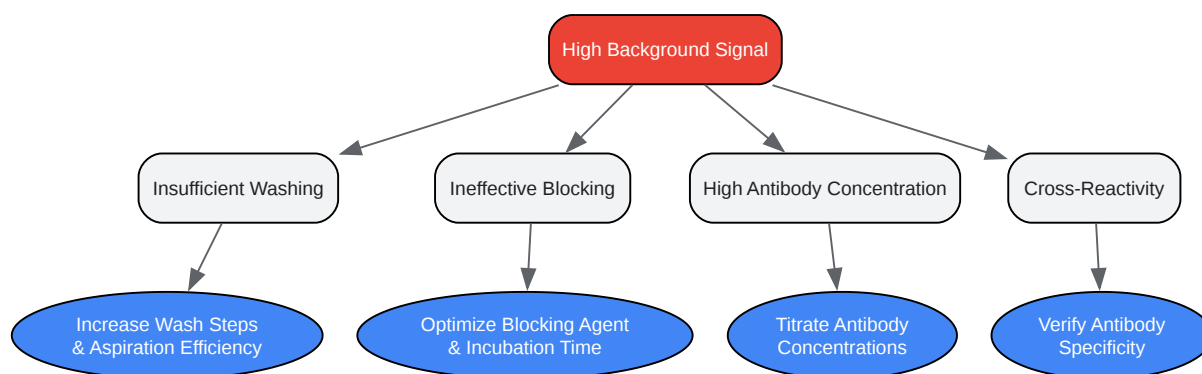 High Background Signal
Insufficient Washing
Ineffective Blocking
High Antibody Concentration
Cross-Reactivity
Increase Wash Steps
& Aspiration Efficiency
Optimize Blocking Agent
& Incubation Time
Titrate Antibody
Concentrations
Verify Antibody
Specificity